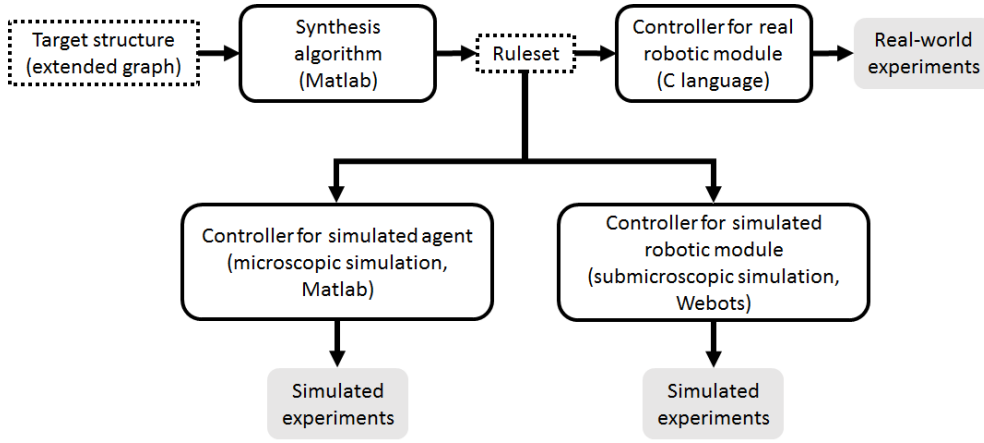 Target structure
(extended graph)
Synthesis
algorithm
(Matlab)
Ruleset
Controller for real
robotic module
(C language)
Real-world
experiments
Controller for simulated agent
(microscopic simulation,
Matlab)
Controller for simulated
robotic module
(submicroscopic simulation,
Webots)
Simulated
experiments
Simulated
experiments